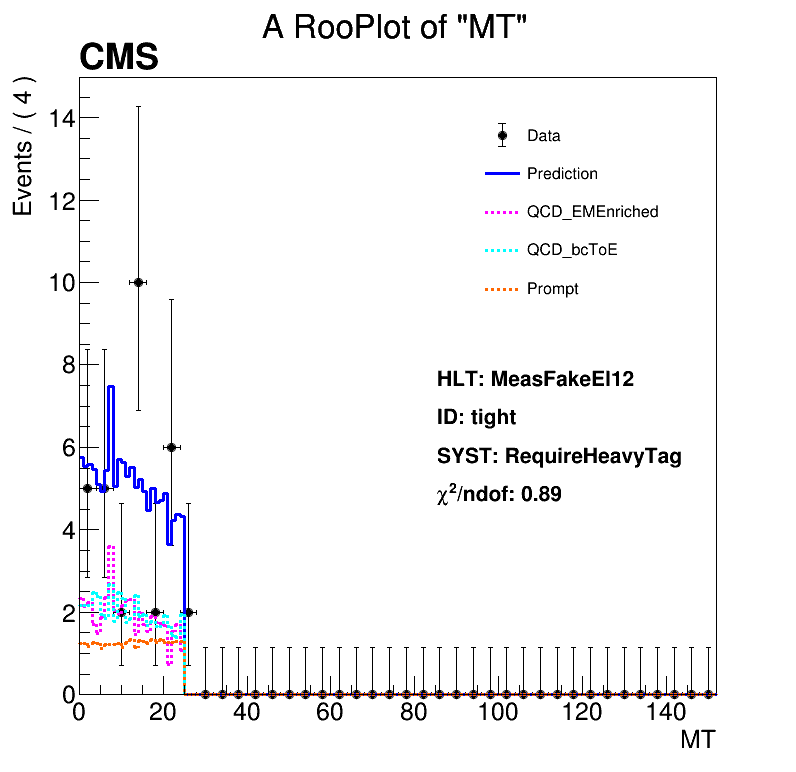 A RooPlot of "MT"
CMS
Events / ( 4 )
14
12
10
8
6
4
2
0
Data
Prediction
QCD_EMEnriched
QCD_bcToE
Prompt
HLT: MeasFakeEl12
ID: tight
SYST: RequireHeavyTag
χ²/ndof: 0.89
0 20 40 60 80 100 120 140
MT